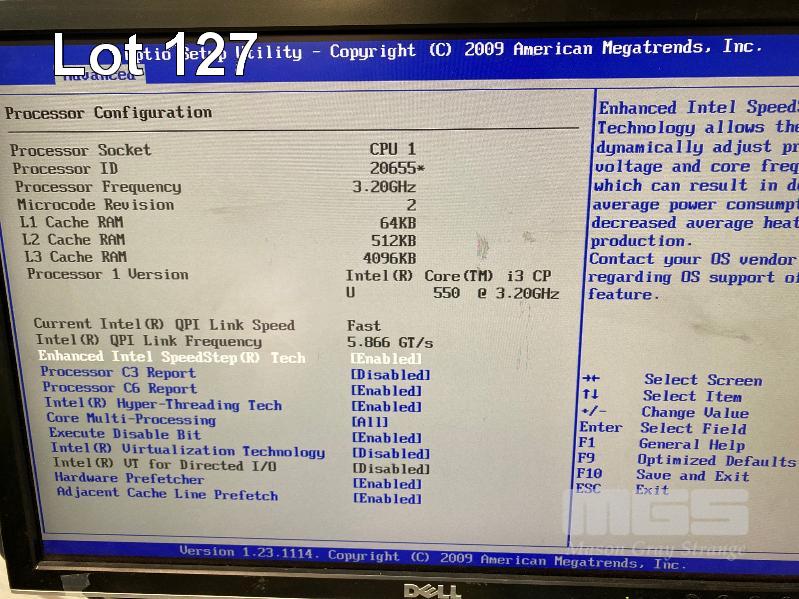 Lot 127
Setup Utility - Copyright (C) 2009 American Megatrends, Inc.
Advanced
Processor Configuration
Processor Socket CPU 1
Processor ID 20655*
Processor Frequency 3.20GHz
Microcode Revision 2
L1 Cache RAM 64KB
L2 Cache RAM 512KB
L3 Cache RAM 4096KB
Processor 1 Version Intel(R) Core(TM) i3 CP
U 550 @ 3.20GHz
Current Intel(R) QPI Link Speed Fast
Intel(R) QPI Link Frequency 5.866 GT/s
Enhanced Intel SpeedStep(R) Tech [Enabled]
Processor C3 Report [Disabled]
Processor C6 Report [Enabled]
Intel(R) Hyper-Threading Tech [Enabled]
Core Multi-Processing [All]
Execute Disable Bit [Enabled]
Intel(R) Virtualization Technology [Disabled]
Intel(R) VT for Directed I/O [Disabled]
Hardware Prefetcher [Enabled]
Adjacent Cache Line Prefetch [Enabled]
Enhanced Intel Speed
Technology allows the
dynamically adjust pr
voltage and core freq
which can result in de
average power consumpt
decreased average heat
production.
Contact your OS vendor
regarding OS support of
feature.
→← Select Screen
↑↓ Select Item
+/- Change Value
Enter Select Field
F1 General Help
F9 Optimized Defaults
F10 Save and Exit
ESC Exit
MGS
Mason Gray Strange
Version 1.23.1114. Copyright (C) 2009 American Megatrends, Inc.
DELL